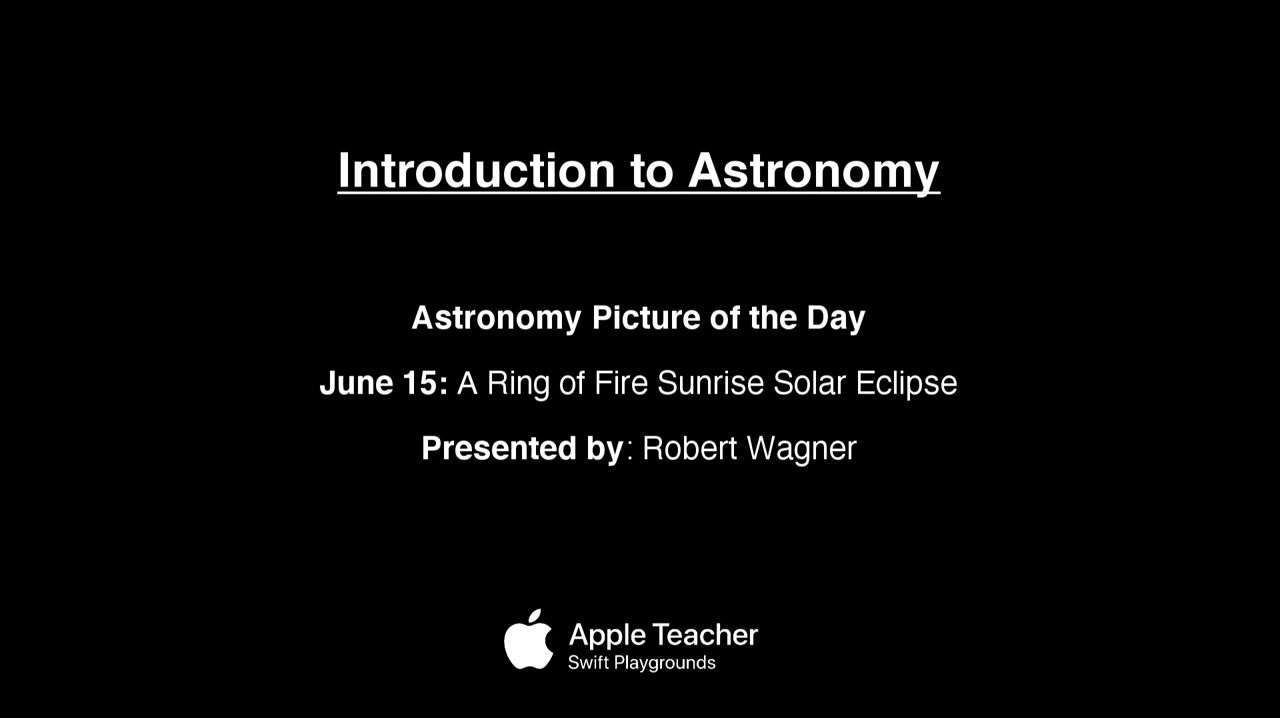 Introduction to Astronomy
Astronomy Picture of the Day
June 15: A Ring of Fire Sunrise Solar Eclipse
Presented by: Robert Wagner
Apple Teacher
Swift Playgrounds